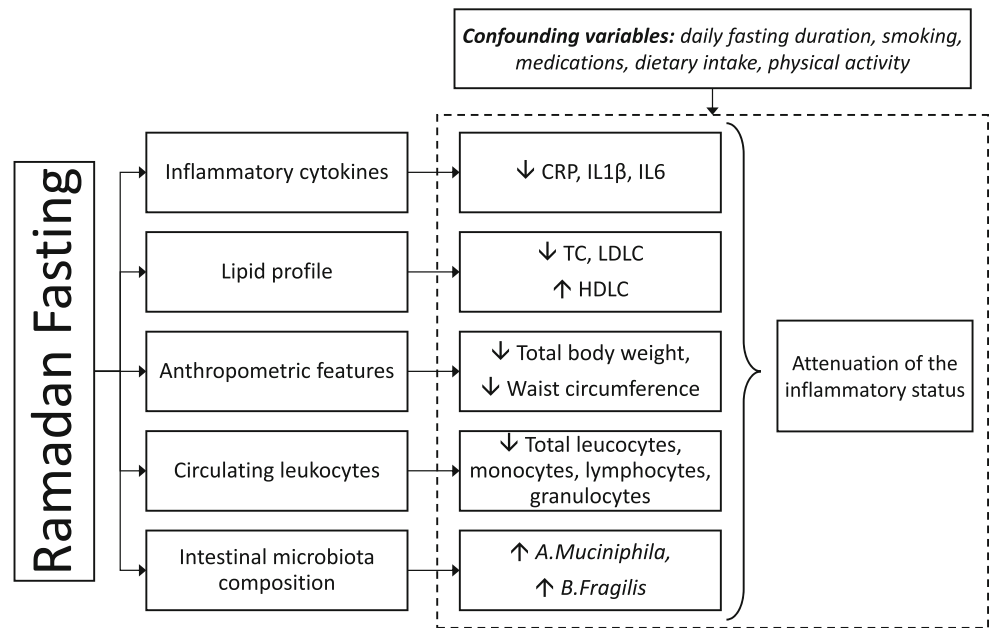 Confounding variables: daily fasting duration, smoking,
medications, dietary intake, physical activity
Ramadan Fasting
Inflammatory cytokines
↓ CRP, IL1β, IL6
Lipid profile
↓ TC, LDLC
↑ HDLC
Anthropometric features
↓ Total body weight,
↓ Waist circumference
Circulating leukocytes
↓ Total leucocytes,
monocytes, lymphocytes,
granulocytes
Intestinal microbiota
composition
↑ A.Muciniphila,
↑ B.Fragilis
Attenuation of the
inflammatory status